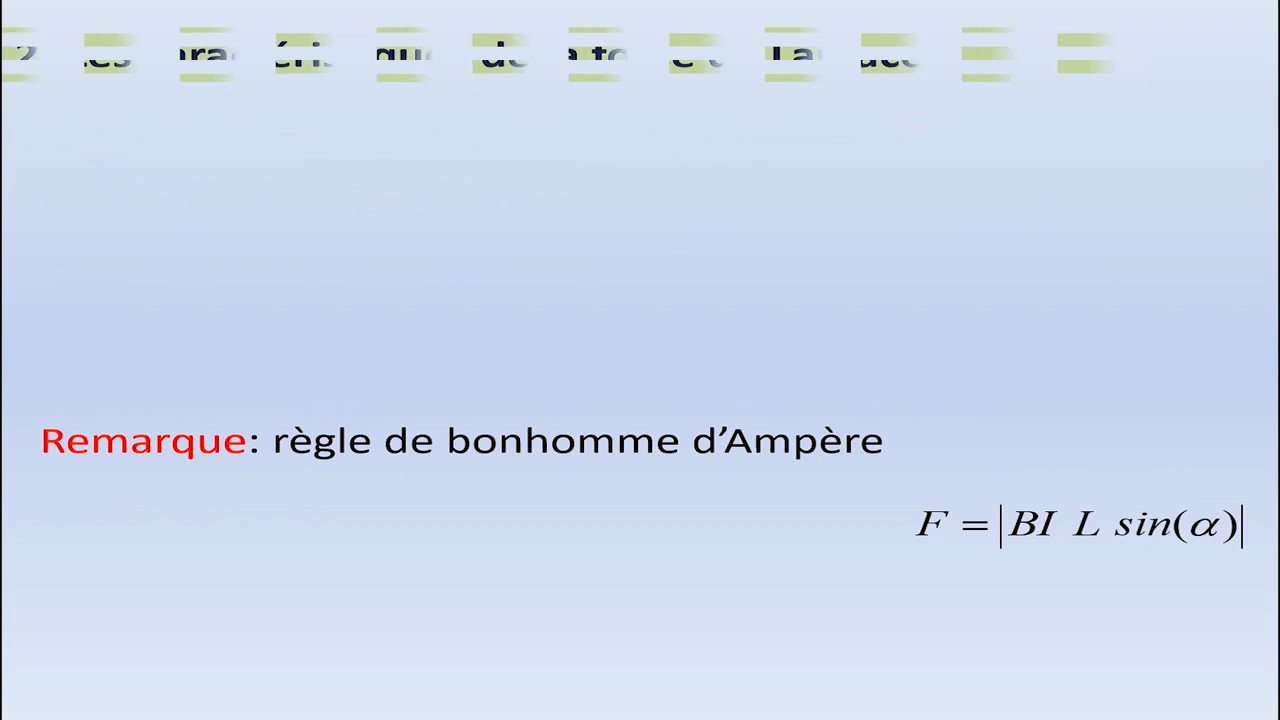 Remarque: règle de bonhomme d’Ampère
F = |BI L sin(α)|